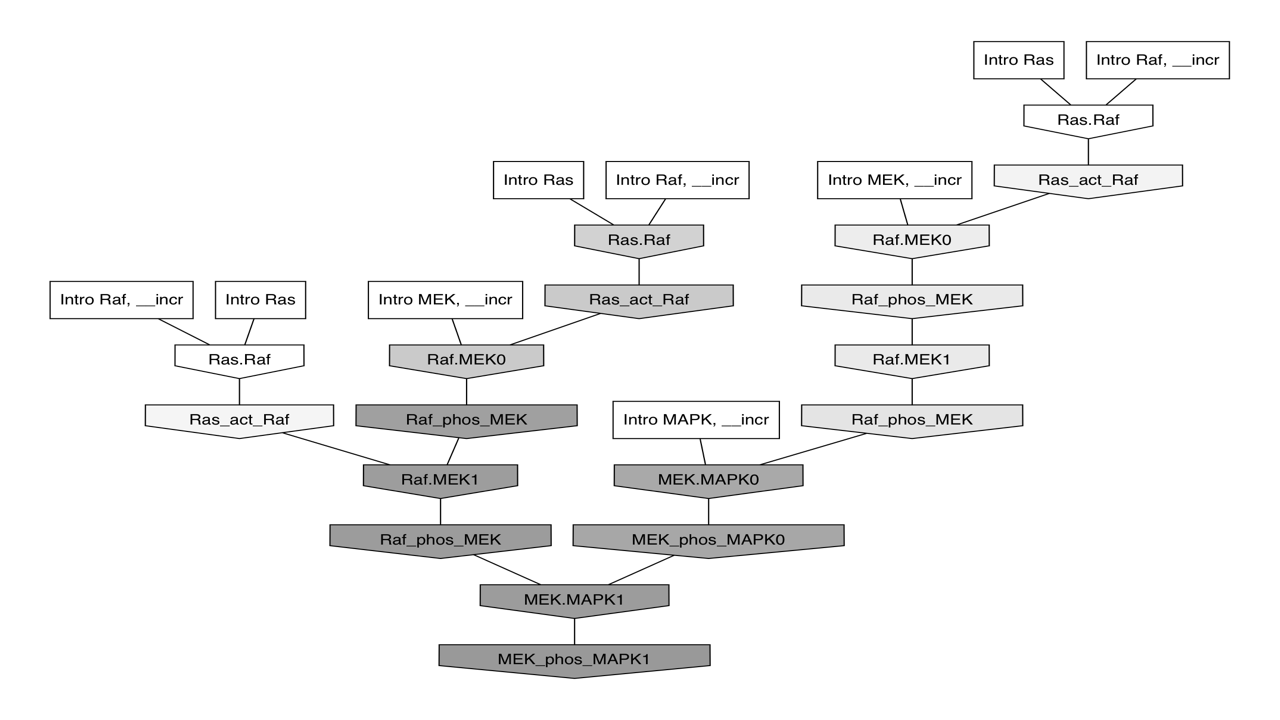 Intro Ras
Intro Raf, __incr
Ras.Raf
Intro Ras
Intro Raf, __incr
Intro MEK, __incr
Ras_act_Raf
Ras.Raf
Raf.MEK0
Intro Raf, __incr
Intro Ras
Intro MEK, __incr
Ras_act_Raf
Raf_phos_MEK
Ras.Raf
Raf.MEK0
Raf.MEK1
Ras_act_Raf
Raf_phos_MEK
Intro MAPK, __incr
Raf_phos_MEK
Raf.MEK1
MEK.MAPK0
Raf_phos_MEK
MEK_phos_MAPK0
MEK.MAPK1
MEK_phos_MAPK1